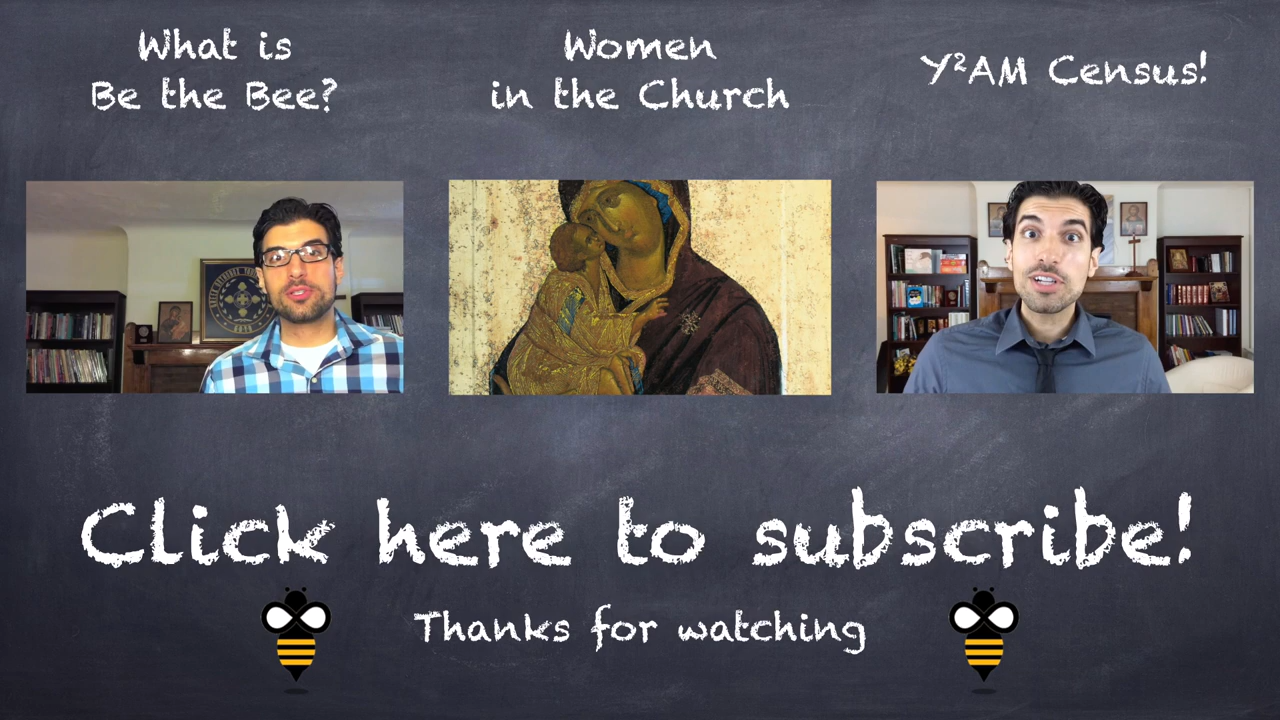 What is
Be the Bee?
Women
in the Church
Y²AM Census!
Click here to subscribe!
Thanks for watching